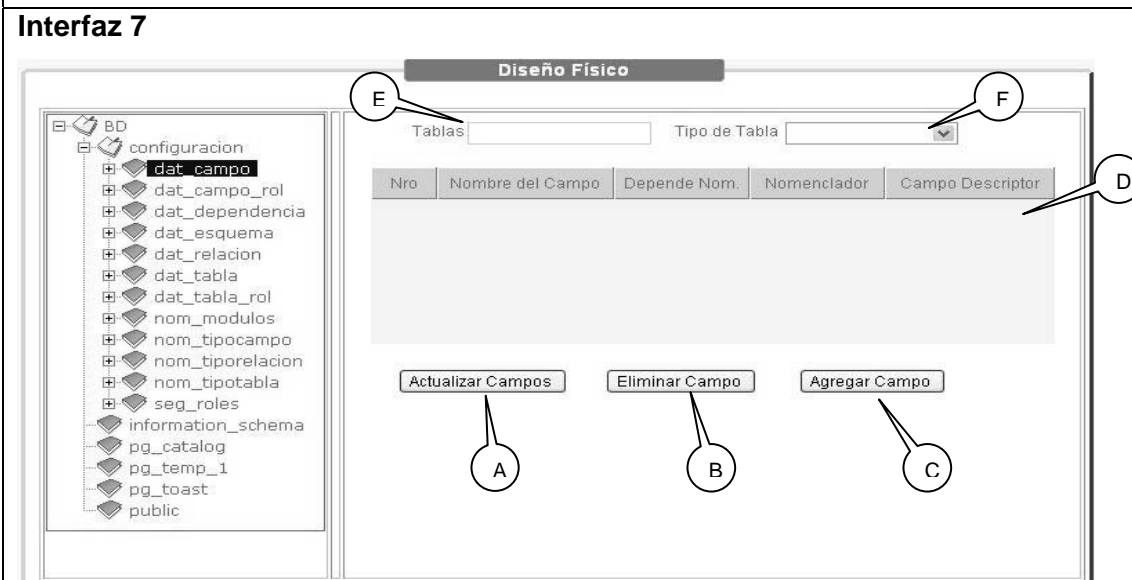 Interfaz 7
Diseño Físico
E
F
Tablas
Tipo de Tabla
BD
configuracion
dat_campo
dat_campo_rol
dat_dependencia
dat_esquema
dat_relacion
dat_tabla
dat_tabla_rol
nom_modulos
nom_tipocampo
nom_tiporelacion
nom_tipotabla
seg_roles
information_schema
pg_catalog
pg_temp_1
pg_toast
public
Nro Nombre del Campo Depende Nom. Nomenclador Campo Descriptor
D
Actualizar Campos Eliminar Campo Agregar Campo
A B C